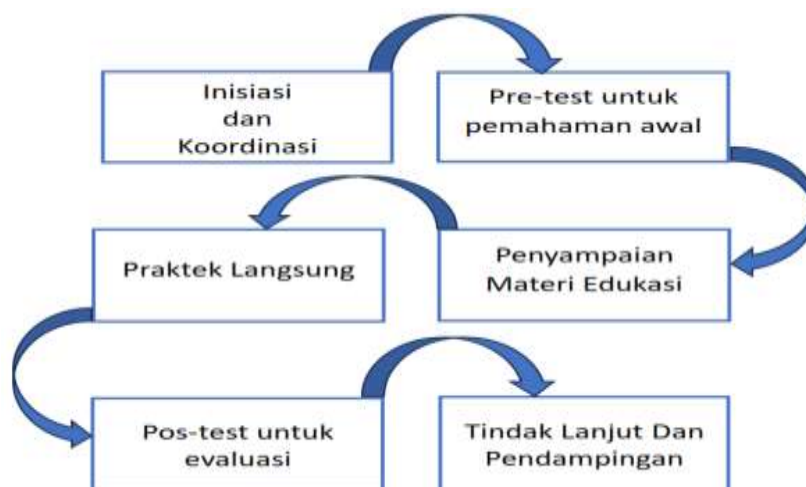 Inisiasi
dan
Koordinasi
Pre-test untuk
pemahaman awal
Penyampaian
Materi Edukasi
Praktek Langsung
Pos-test untuk
evaluasi
Tindak Lanjut Dan
Pendampingan